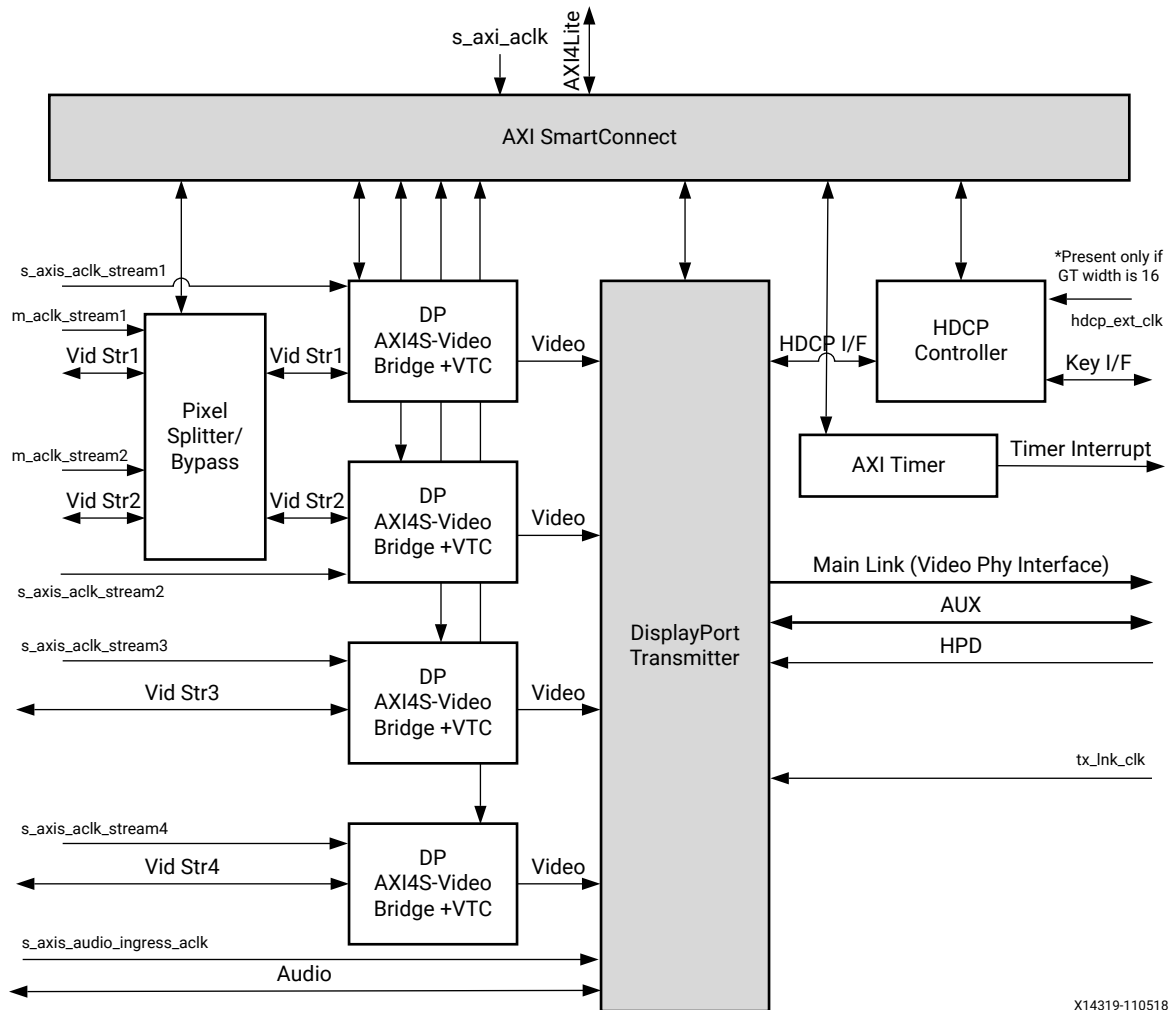 s_axi_aclk
AXI4Lite
AXI SmartConnect
s_axis_aclk_stream1
m_aclk_stream1
Vid Str1
Vid Str1
Pixel
Splitter/
Bypass
m_aclk_stream2
Vid Str2
Vid Str2
s_axis_aclk_stream2
DP
AXI4S-Video
Bridge +VTC
Video
DP
AXI4S-Video
Bridge +VTC
Video
s_axis_aclk_stream3
Vid Str3
DP
AXI4S-Video
Bridge +VTC
Video
s_axis_aclk_stream4
Vid Str4
DP
AXI4S-Video
Bridge +VTC
Video
s_axis_audio_ingress_aclk
Audio
DisplayPort
Transmitter
HDCP I/F
HDCP
Controller
*Present only if
GT width is 16
hdcp_ext_clk
Key I/F
AXI Timer
Timer Interrupt
Main Link (Video Phy Interface)
AUX
HPD
tx_lnk_clk
X14319-110518